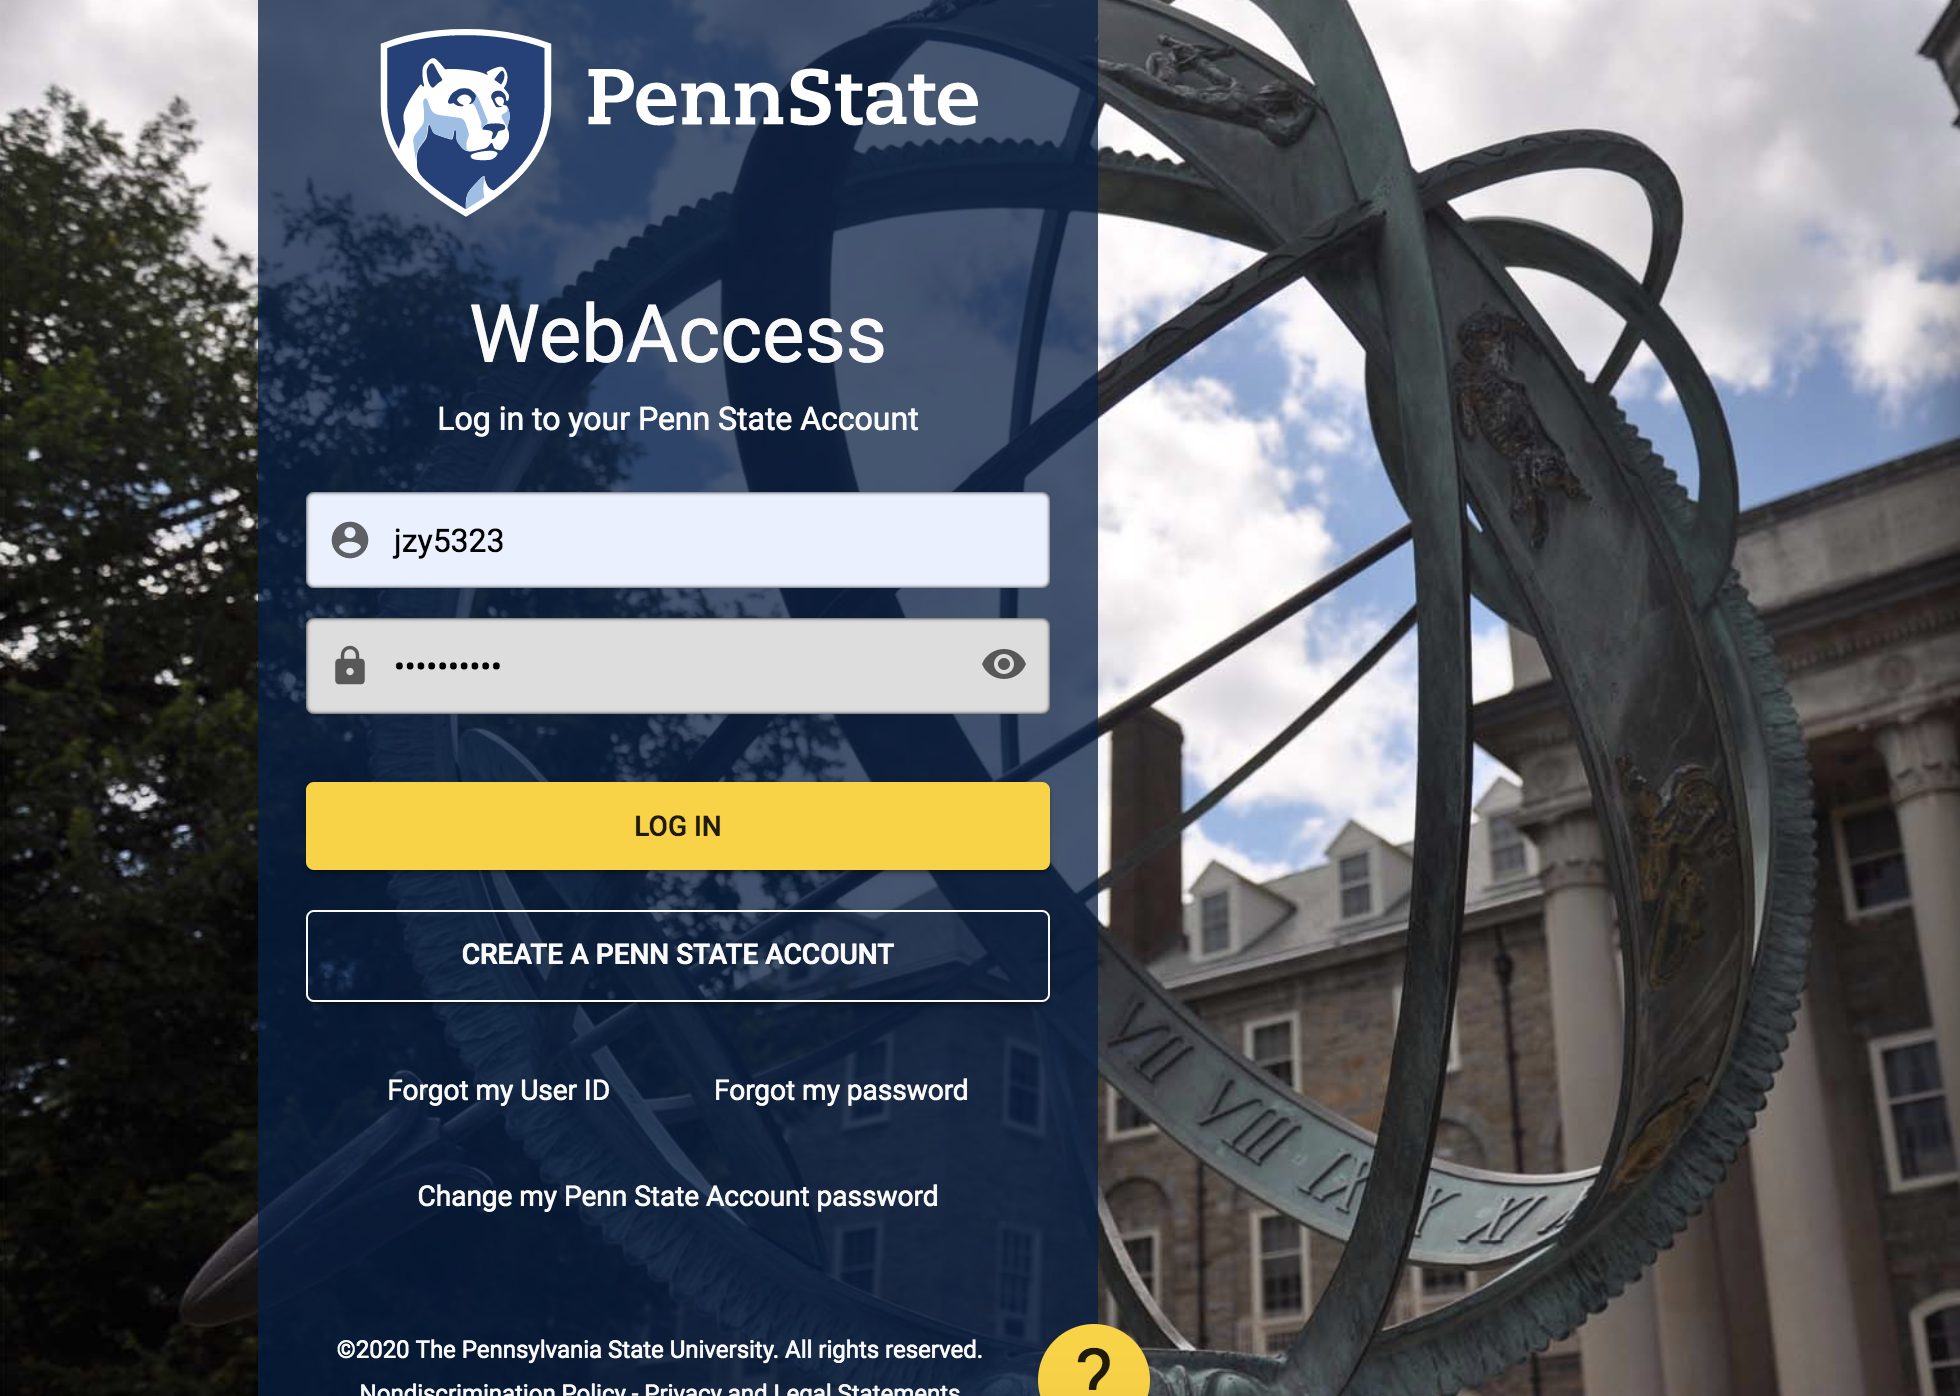 PennState
WebAccess
Log in to your Penn State Account
jzy5323
••••••••••
LOG IN
CREATE A PENN STATE ACCOUNT
Forgot my User ID
Forgot my password
Change my Penn State Account password
©2020 The Pennsylvania State University. All rights reserved.
Nondiscrimination Policy - Privacy and Legal Statements
?
VII VIII IX X XI